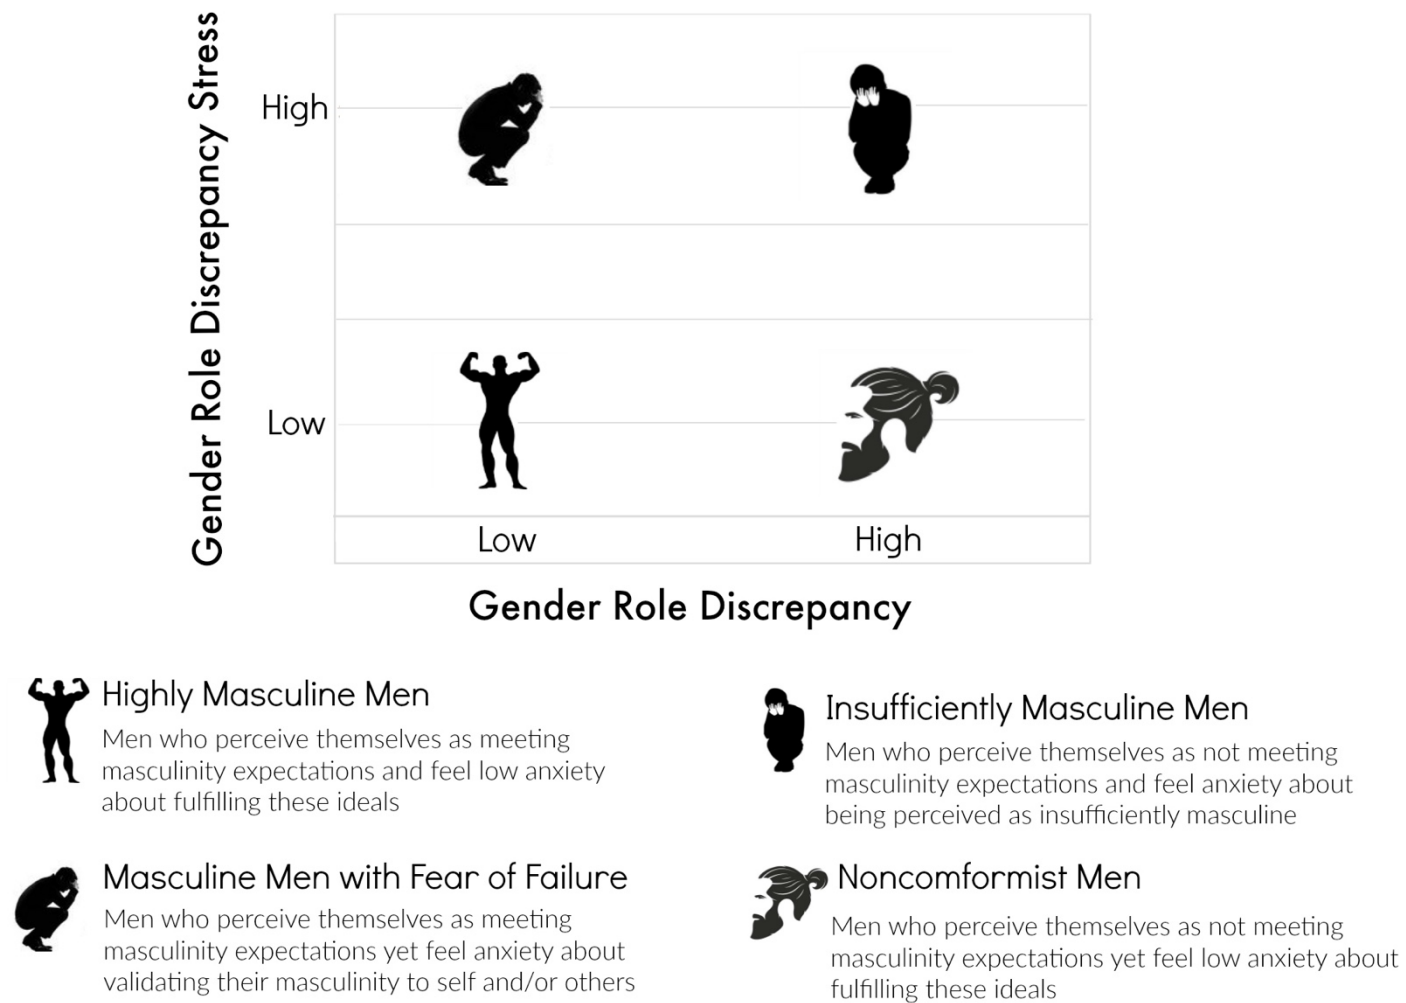 Gender Role Discrepancy Stress
High
Low
Low
High
Gender Role Discrepancy
Highly Masculine Men
Men who perceive themselves as meeting
masculinity expectations and feel low anxiety
about fulfilling these ideals
Insufficiently Masculine Men
Men who perceive themselves as not meeting
masculinity expectations and feel anxiety about
being perceived as insufficiently masculine
Masculine Men with Fear of Failure
Men who perceive themselves as meeting
masculinity expectations yet feel anxiety about
validating their masculinity to self and/or others
Noncomformist Men
Men who perceive themselves as not meeting
masculinity expectations yet feel low anxiety about
fulfilling these ideals